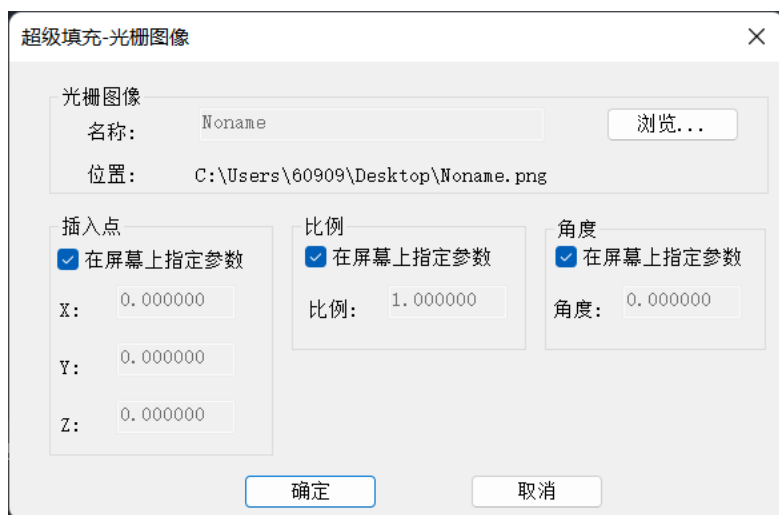 超级填充-光栅图像
光栅图像
名称: Noname 浏览...
位置: C:\Users\60909\Desktop\Noname.png
插入点 比例 角度
在屏幕上指定参数 在屏幕上指定参数 在屏幕上指定参数
X: 0.000000 比例: 1.000000 角度: 0.000000
Y: 0.000000
Z: 0.000000
确定 取消